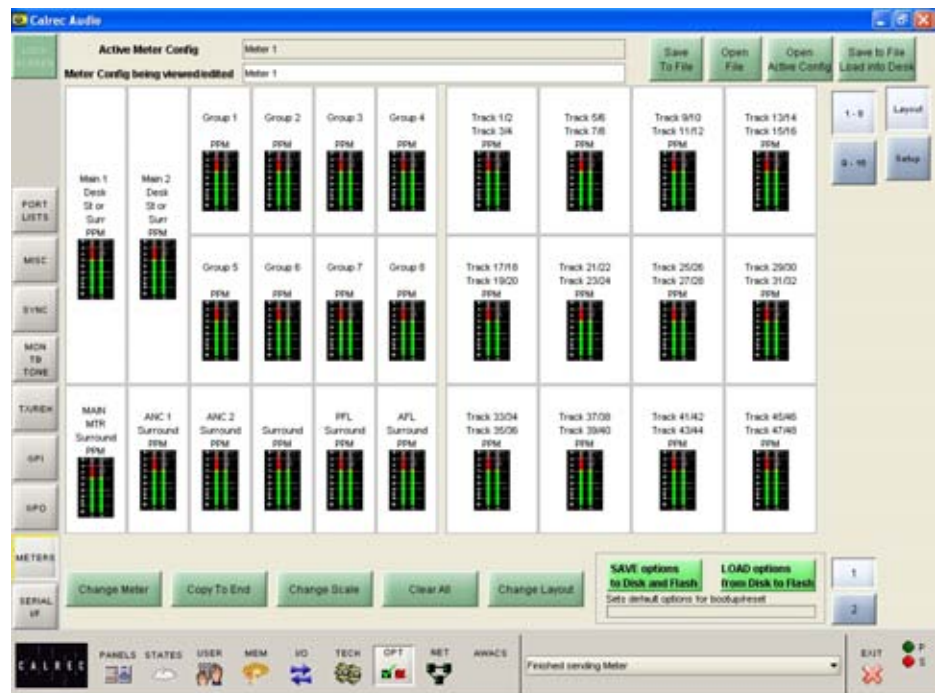 Calrec Audio
Active Meter Config
Meter 1
Meter Config being viewed/edited
Meter 1
Save
To File
Open
File
Open
Active Config
Save to File
Load into Desk
1 - 8
Layout
Setup
PORT
LISTS
MISC
SYNC
MON
TB
TONE
TX/REH
GPI
GPO
METERS
SERIAL
I/F
Main 1
Desk
St or
Surr
PPM
Main 2
Desk
St or
Surr
PPM
Group 1
PPM
Group 2
PPM
Group 3
PPM
Group 4
PPM
Track 1/2
Track 3/4
PPM
Track 5/6
Track 7/8
PPM
Track 9/10
Track 11/12
PPM
Track 13/14
Track 15/16
PPM
Group 5
PPM
Group 6
PPM
Group 7
PPM
Group 8
PPM
Track 17/18
Track 19/20
PPM
Track 21/22
Track 23/24
PPM
Track 25/26
Track 27/28
PPM
Track 29/30
Track 31/32
PPM
MAIN
MTR
Surround
PPM
ANC 1
Surround
PPM
ANC 2
Surround
PPM
Surround
PPM
PFL
Surround
PPM
AFL
Surround
PPM
Track 33/34
Track 35/36
PPM
Track 37/38
Track 39/40
PPM
Track 41/42
Track 43/44
PPM
Track 45/46
Track 47/48
PPM
Change Meter
Copy To End
Change Scale
Clear All
Change Layout
SAVE options
to Disk and Flash
LOAD options
from Disk to Flash
Sets default options for bootup/reset
1
2
CALREC
PANELS
STATES
USER
MEM
I/O
TECH
OPT
NET
AWACS
Finished sending Meter
EXIT
P
S